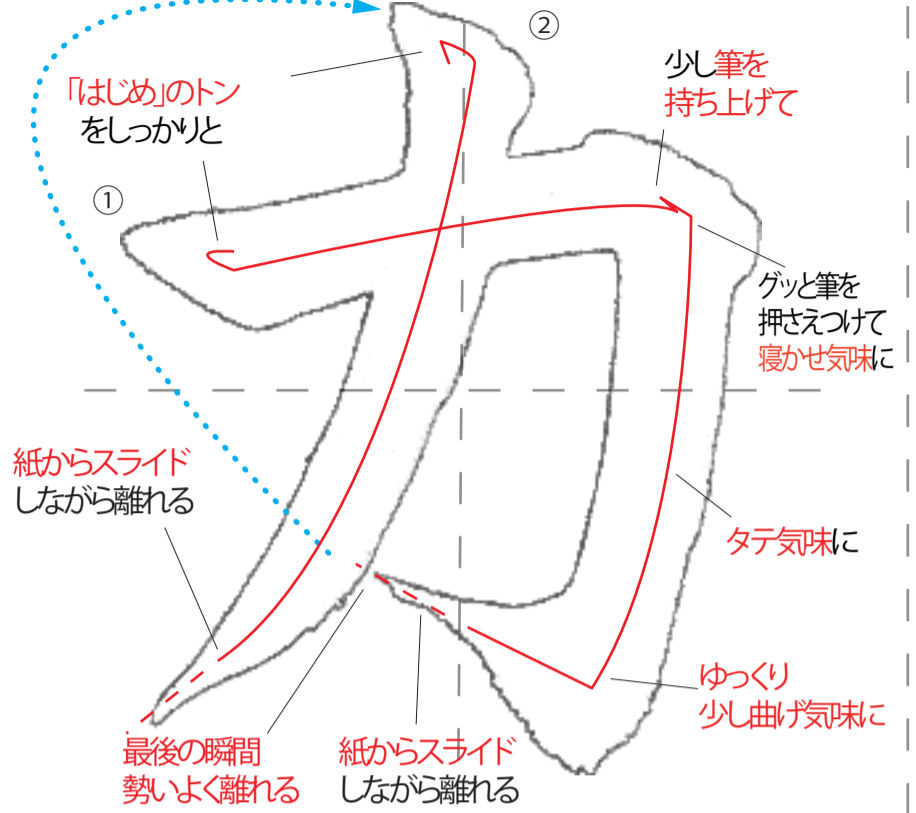 ②
「はじめ」のトン
をしっかりと
少し筆を
持ち上げて
①
グッと筆を
押さえつけて
寝かせ気味に
紙からスライド
しながら離れる
タテ気味に
ゆっくり
少し曲げ気味に
最後の瞬間
勢いよく離れる
紙からスライド
しながら離れる
力